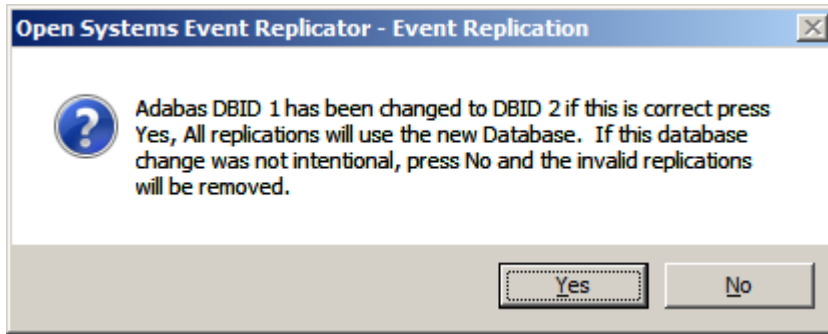 Open Systems Event Replicator - Event Replication
Adabas DBID 1 has been changed to DBID 2 if this is correct press
Yes, All replications will use the new Database.  If this database
change was not intentional, press No and the invalid replications
will be removed.
Yes
No